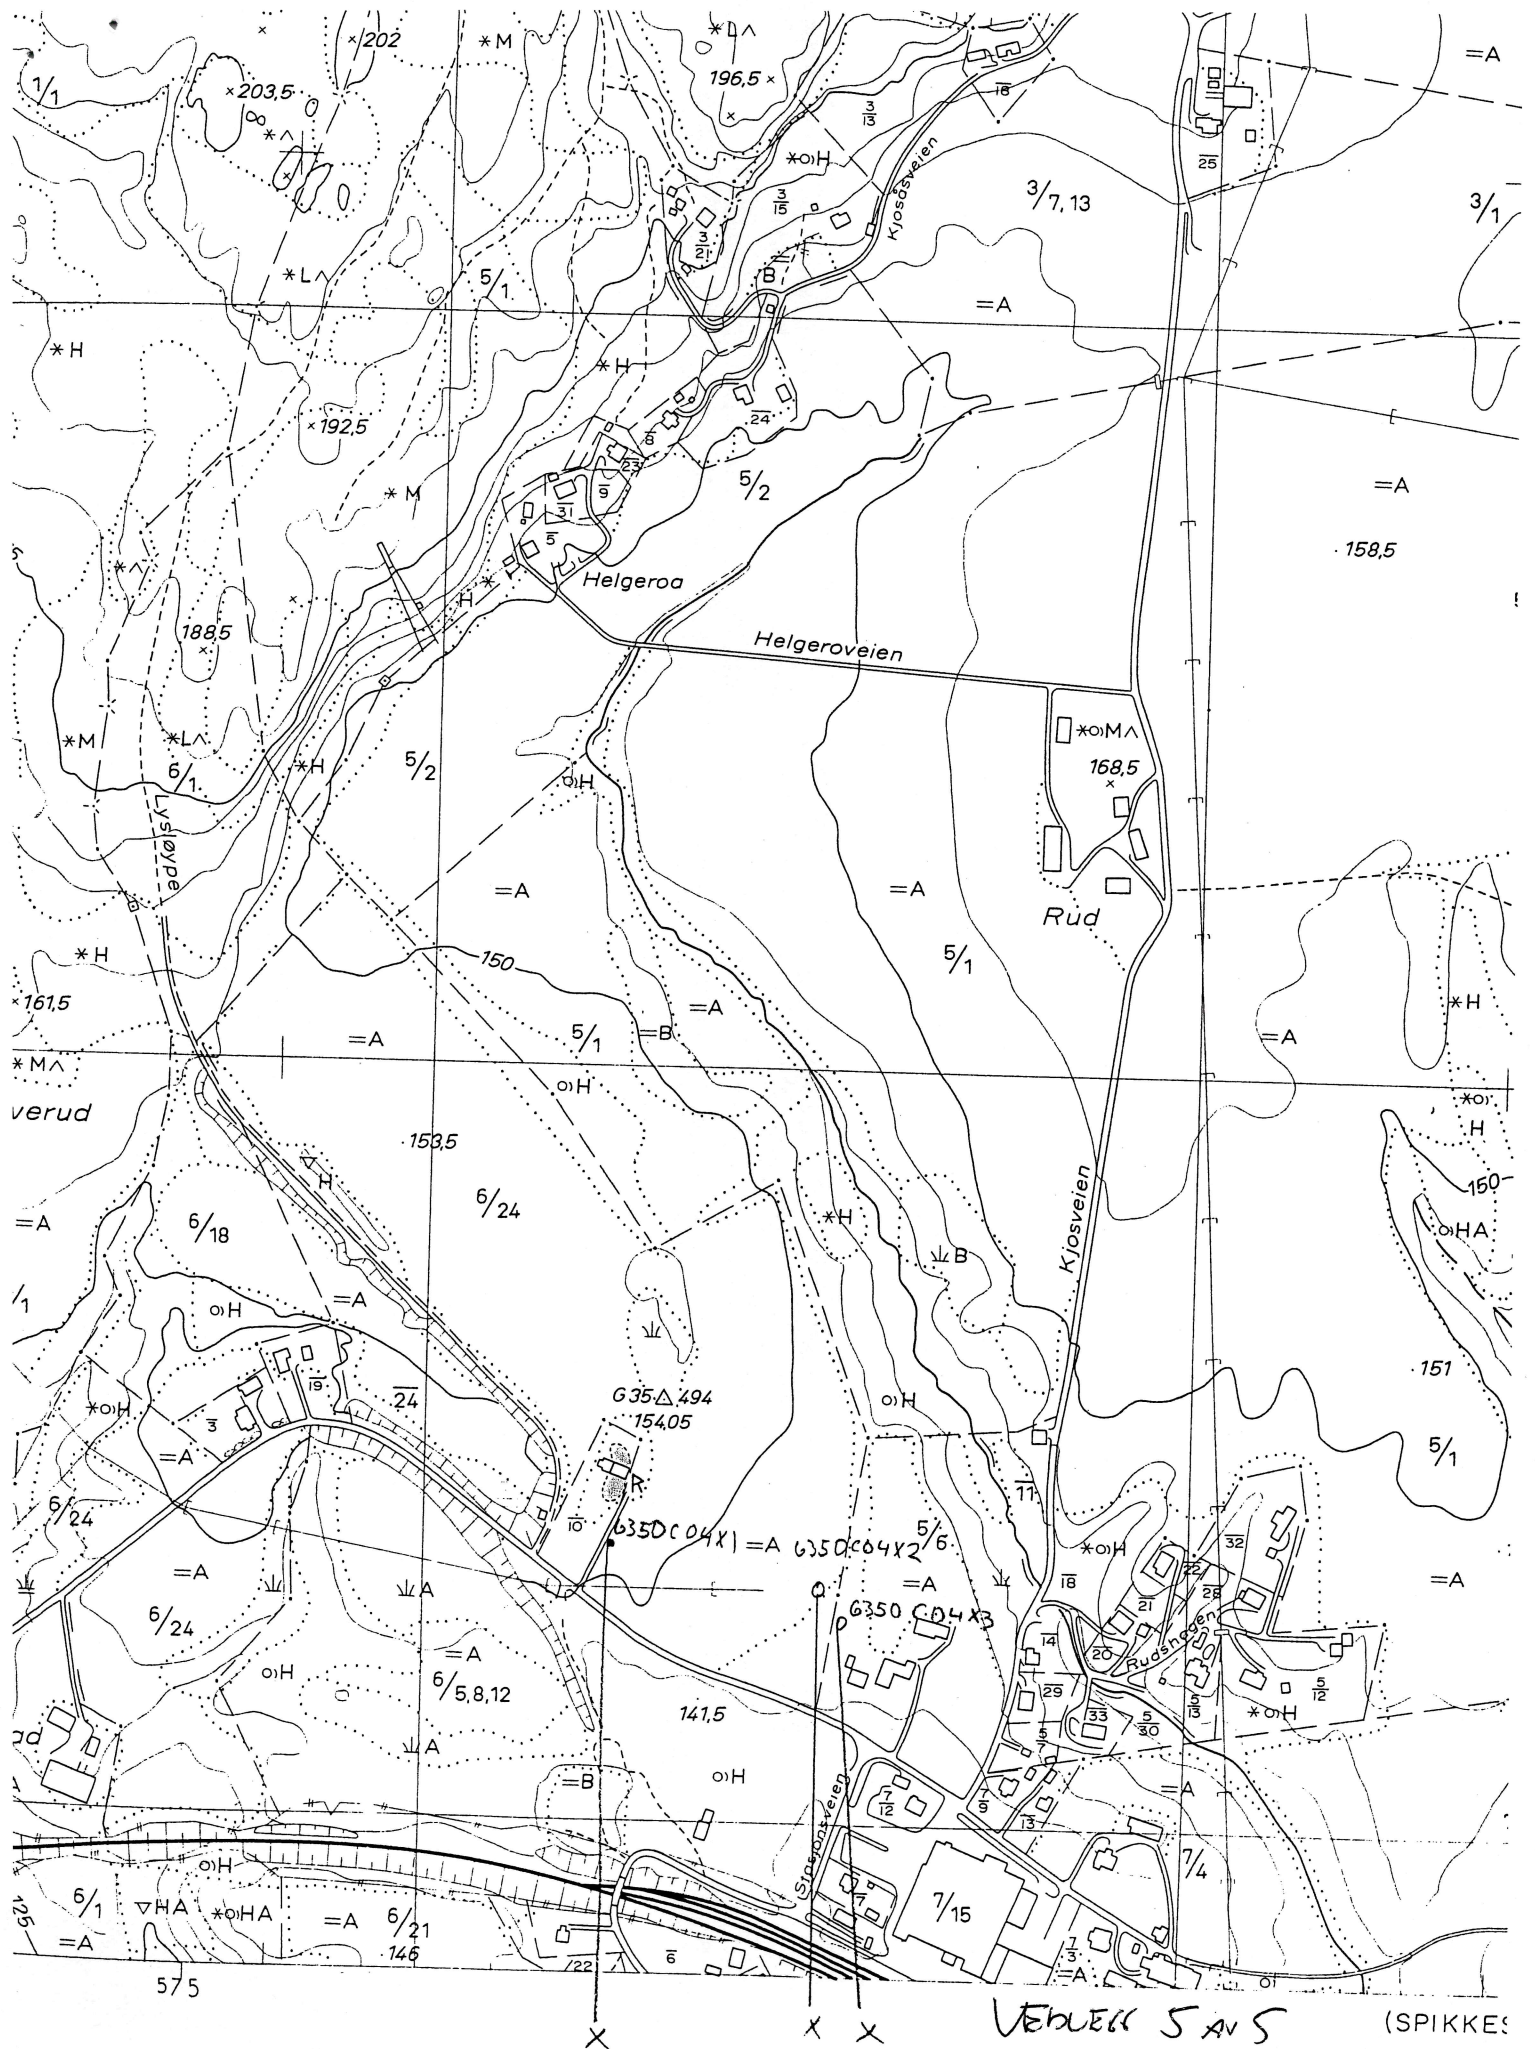 202
*M
*L∧
196,5
=A
1/1
203,5
*∧
3/13
16
*o)H
Kjosåsveien
25
3/15
3/7, 13
3/1
3/21
*L∧
5/1
B
=A
*H
*H
192,5
24
8
23
5/2
=A
*M
9
31
5
158,5
*∧
Helgeroa
*H
188,5
Helgeroveien
*M
*L∧
*o)M∧
168,5
6/1
*H
5/2
o)H
Lysløype
=A
=A
Rud
*H
150
5/1
161,5
=A
=A
5/1
=B
*H
=A
*M∧
o)H
*o)
H
verud
153,5
H
150
=A
6/18
6/24
*H
B
Kjosveien
o)HA
/1
o)H
=A
151
19
24
G35 494
154,05
o)H
*o)H
3
=A
5/1
R
11
6/24
10
G350C04X1
=A
G350C04X2
5/6
*o)H
32
=A
A
=A
18
22
=A
21
28
6/24
G350 C04X3
Rudshagen
=A
14
20
o)H
6/5,8,12
29
5/12
141,5
33
5/13
5/30
*o)H
ad
A
5/7
=B
o)H
Stasjonsveien
7/12
7/9
=A
13
o)H
7/4
6/1
HA
*o)HA
=A
6/21
7
7/15
125
=A
146
22
6
7/3
=A
o)
575
X
X
X
VEDLEGG 5 AV 5
(SPIKKES